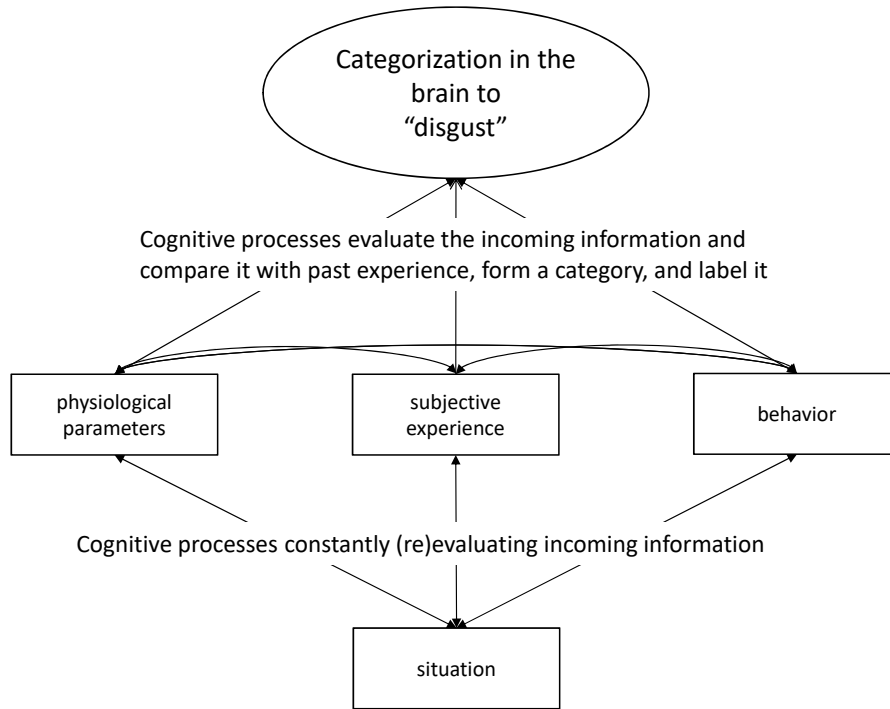 Categorization in the
brain to
“disgust”
Cognitive processes evaluate the incoming information and
compare it with past experience, form a category, and label it
physiological
parameters
subjective
experience
behavior
Cognitive processes constantly (re)evaluating incoming information
situation